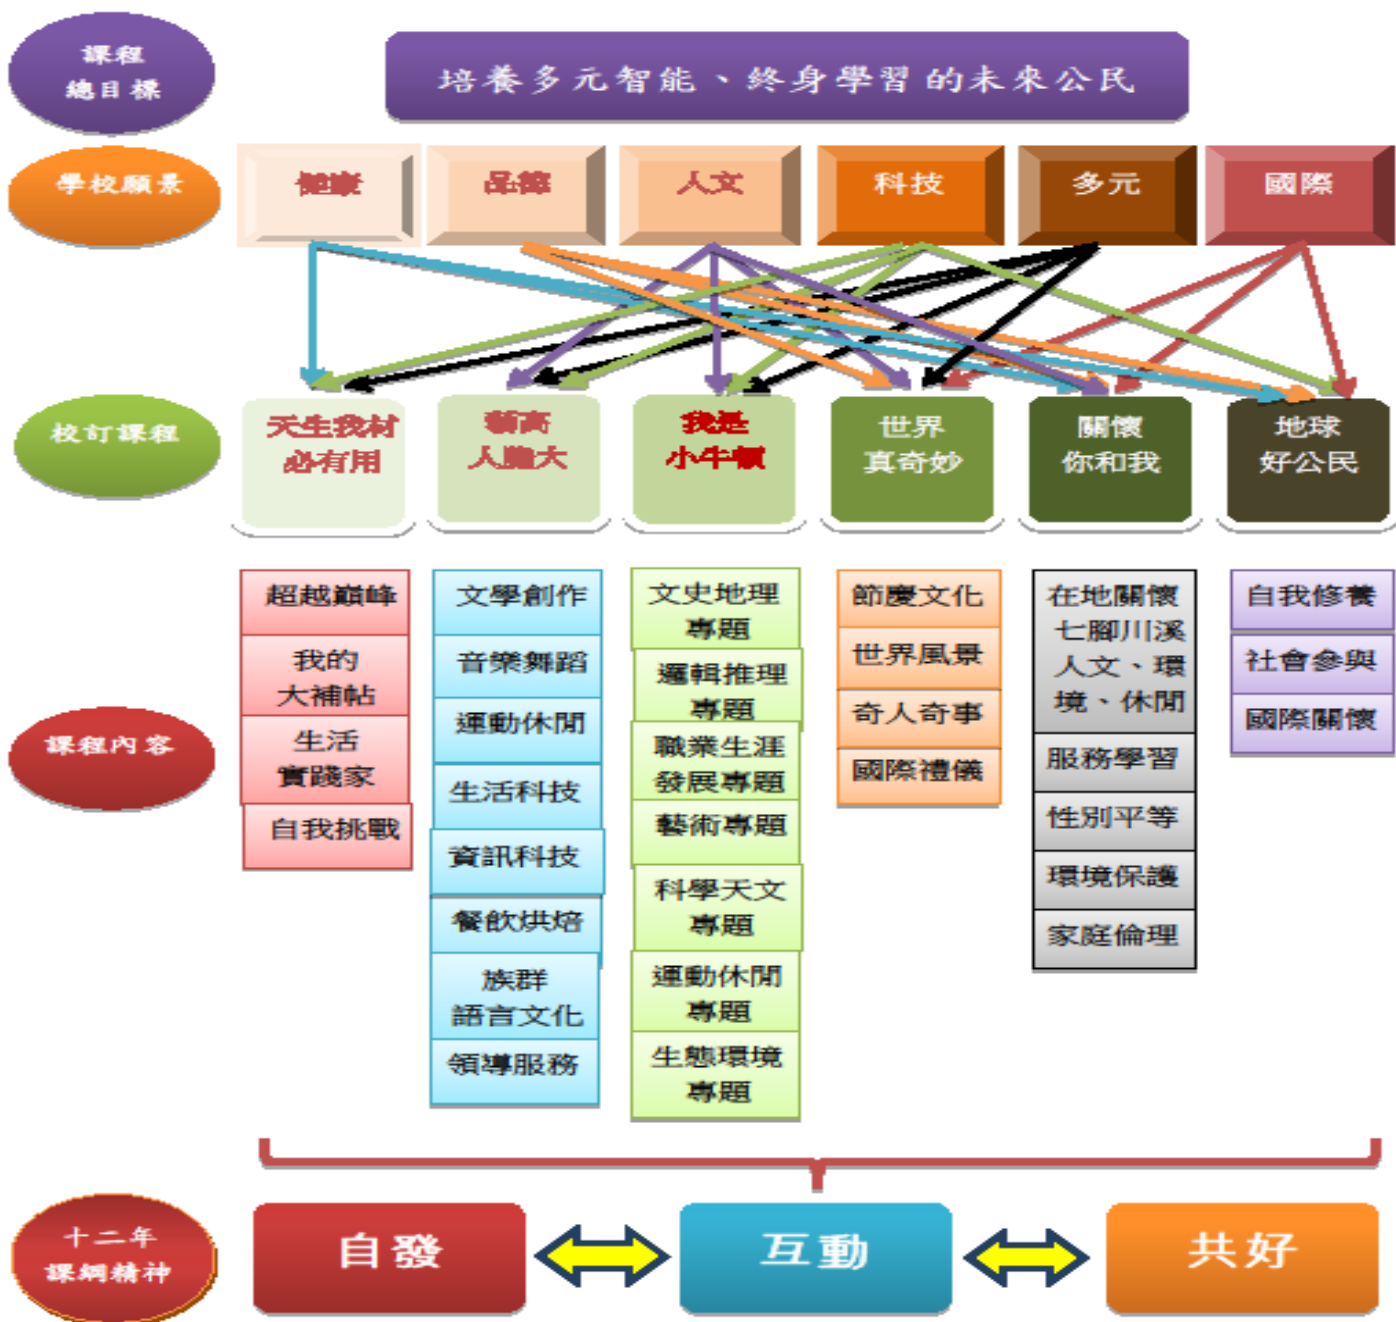 課程
總目標
培養多元智能、終身學習的未來公民
學校願景
健康
品德
人文
科技
多元
國際
校訂課程
天生我材
必有用
藝高
人膽大
我是
小牛頓
世界
真奇妙
關懷
你和我
地球
好公民
課程內容
超越巔峰
我的
大補帖
生活
實踐家
自我挑戰
文學創作
音樂舞蹈
運動休閒
生活科技
資訊科技
餐飲烘焙
族群
語言文化
領導服務
文史地理
專題
邏輯推理
專題
職業生涯
發展專題
藝術專題
科學天文
專題
運動休閒
專題
生態環境
專題
節慶文化
世界風景
奇人奇事
國際禮儀
在地關懷
七腳川溪
人文、環
境、休閒
服務學習
性別平等
環境保護
家庭倫理
自我修養
社會參與
國際關懷
十二年
課綱精神
自發
互動
共好